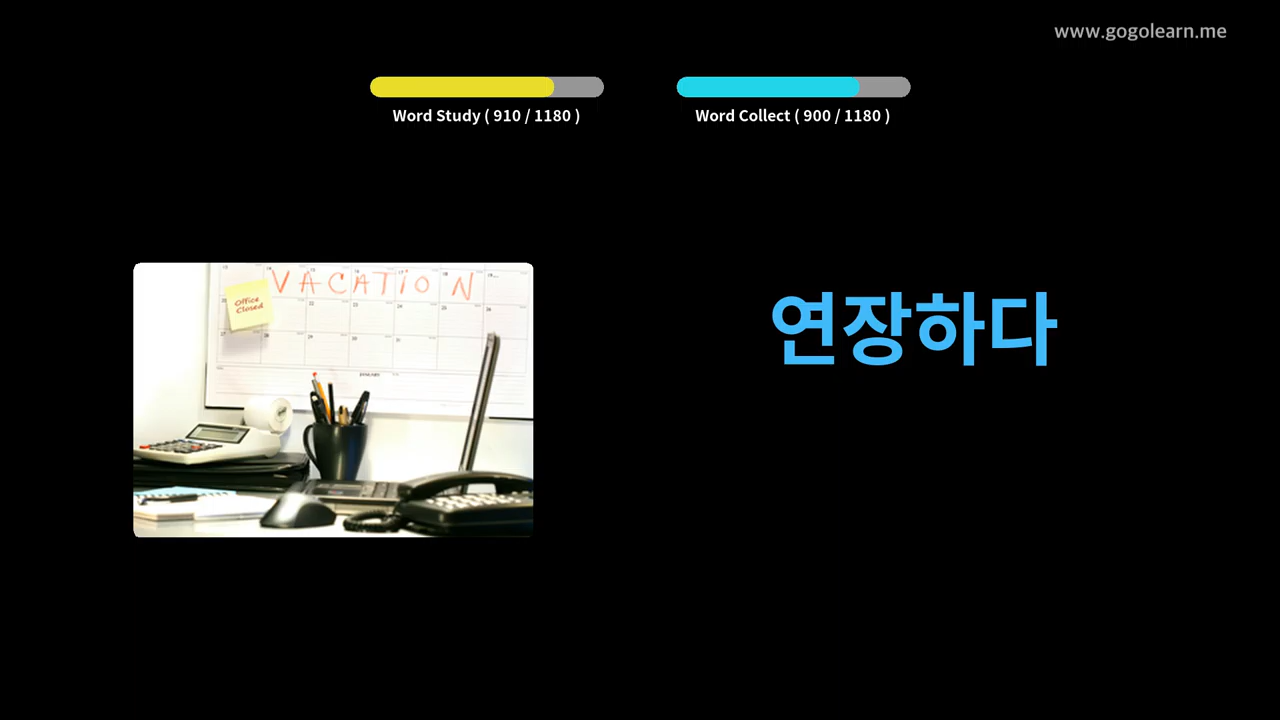 www.gogolearn.me
Word Study ( 910 / 1180 )
Word Collect ( 900 / 1180 )
VACATION
Office
Closed
연장하다